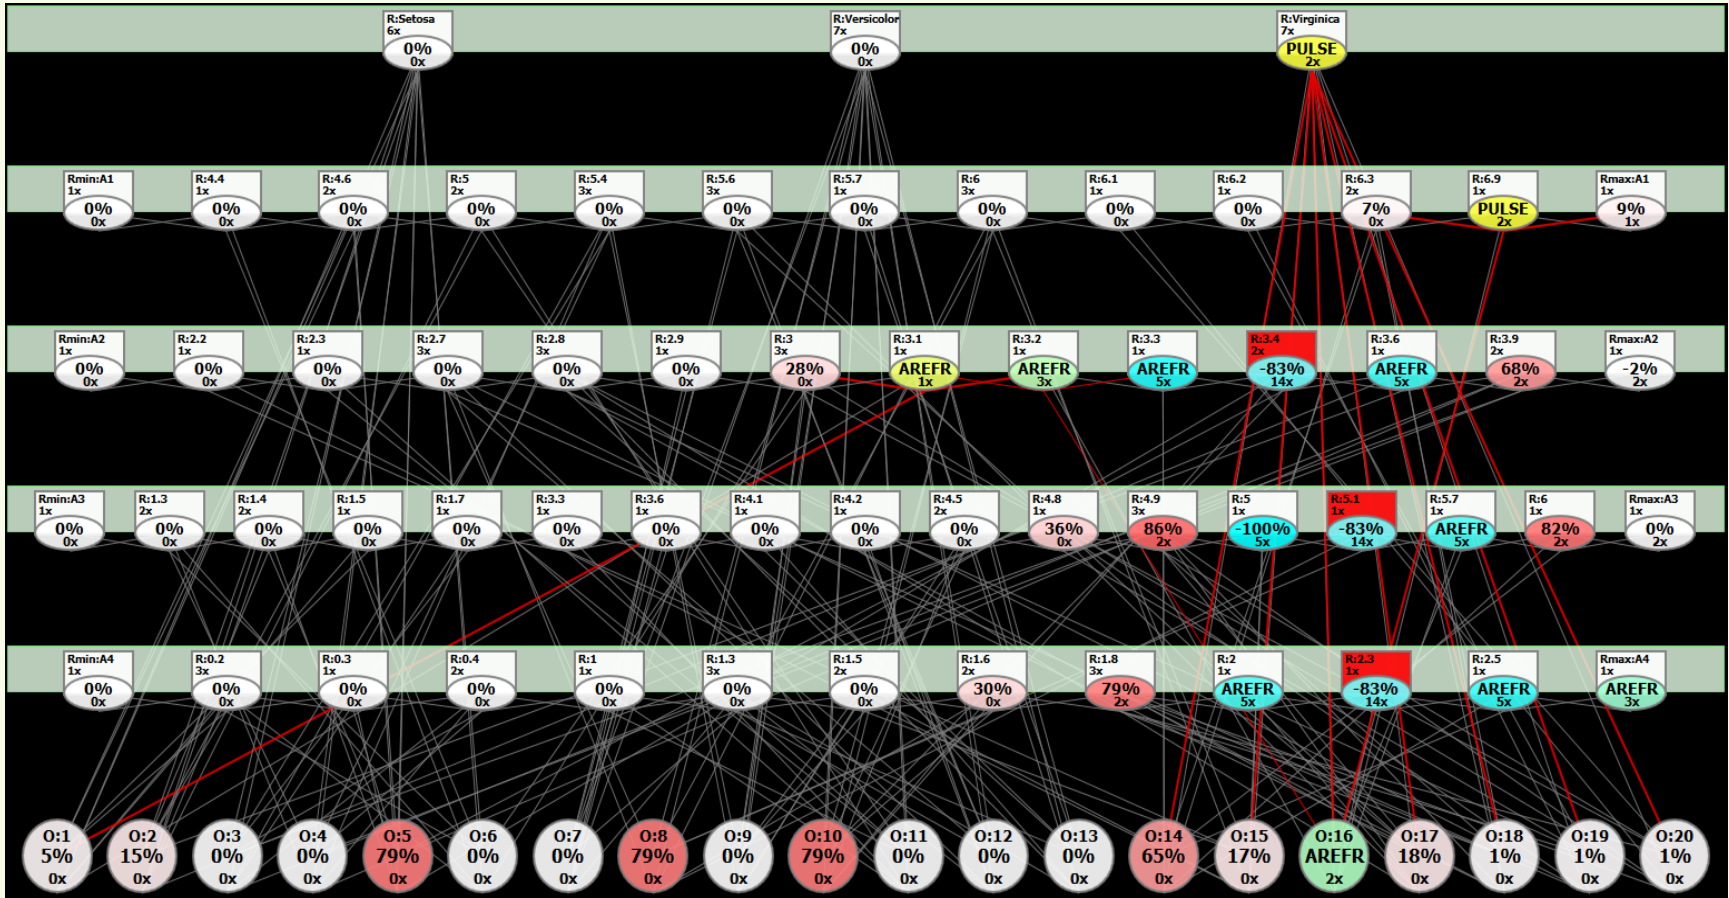 R:Setosa
6x
0%
0x
R:Versicolor
7x
0%
0x
R:Virginica
7x
PULSE
2x
Rmin:A1
1x
0%
0x
R:4.4
1x
0%
0x
R:4.6
2x
0%
0x
R:5
2x
0%
0x
R:5.4
3x
0%
0x
R:5.6
3x
0%
0x
R:5.7
1x
0%
0x
R:6
3x
0%
0x
R:6.1
1x
0%
0x
R:6.2
1x
0%
0x
R:6.3
2x
7%
0x
R:6.9
1x
PULSE
2x
Rmax:A1
1x
9%
1x
Rmin:A2
1x
0%
0x
R:2.2
1x
0%
0x
R:2.3
1x
0%
0x
R:2.7
3x
0%
0x
R:2.8
3x
0%
0x
R:2.9
1x
0%
0x
R:3
3x
28%
0x
R:3.1
1x
AREFR
1x
R:3.2
1x
AREFR
3x
R:3.3
1x
AREFR
5x
R:3.4
2x
-83%
14x
R:3.6
1x
AREFR
5x
R:3.9
2x
68%
2x
Rmax:A2
1x
-2%
2x
Rmin:A3
1x
0%
0x
R:1.3
2x
0%
0x
R:1.4
2x
0%
0x
R:1.5
1x
0%
0x
R:1.7
1x
0%
0x
R:3.3
1x
0%
0x
R:3.6
1x
0%
0x
R:4.1
1x
0%
0x
R:4.2
1x
0%
0x
R:4.5
2x
0%
0x
R:4.8
1x
36%
0x
R:4.9
3x
86%
2x
R:5
1x
-100%
5x
R:5.1
1x
-83%
14x
R:5.7
1x
AREFR
5x
R:6
1x
82%
2x
Rmax:A3
1x
0%
2x
Rmin:A4
1x
0%
0x
R:0.2
3x
0%
0x
R:0.3
1x
0%
0x
R:0.4
2x
0%
0x
R:1
1x
0%
0x
R:1.3
3x
0%
0x
R:1.5
2x
0%
0x
R:1.6
2x
30%
0x
R:1.8
3x
79%
2x
R:2
1x
AREFR
5x
R:2.3
1x
-83%
14x
R:2.5
1x
AREFR
5x
Rmax:A4
1x
AREFR
3x
O:1
5%
0x
O:2
15%
0x
O:3
0%
0x
O:4
0%
0x
O:5
79%
0x
O:6
0%
0x
O:7
0%
0x
O:8
79%
0x
O:9
0%
0x
O:10
79%
0x
O:11
0%
0x
O:12
0%
0x
O:13
0%
0x
O:14
65%
0x
O:15
17%
0x
O:16
AREFR
2x
O:17
18%
0x
O:18
1%
0x
O:19
1%
0x
O:20
1%
0x